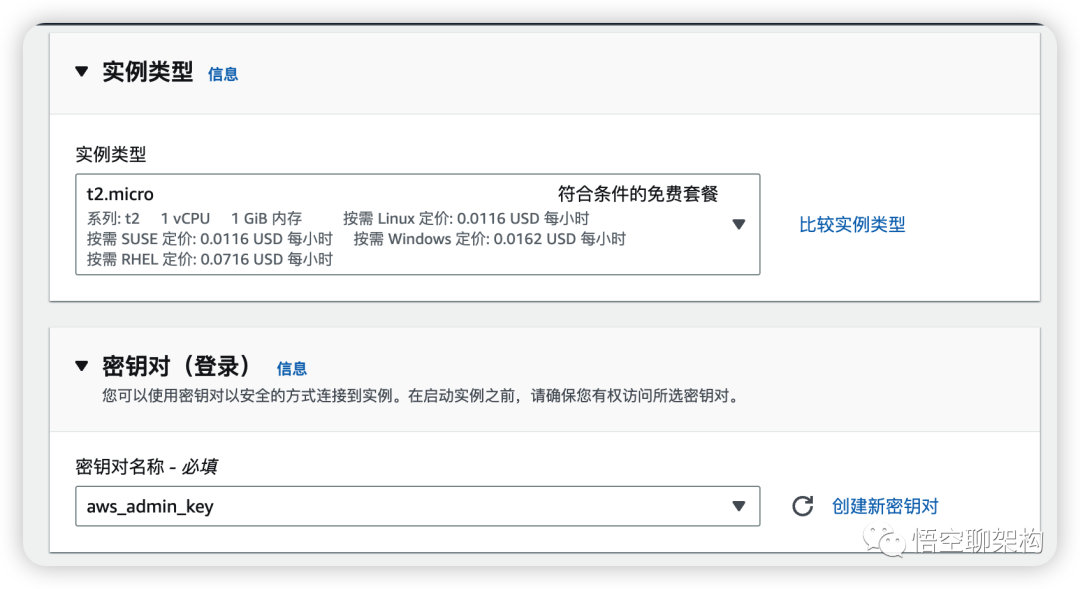 实例类型 信息
实例类型
t2.micro 符合条件的免费套餐
系列: t2 1 vCPU 1 GiB 内存 按需 Linux 定价: 0.0116 USD 每小时
按需 SUSE 定价: 0.0116 USD 每小时 按需 Windows 定价: 0.0162 USD 每小时
按需 RHEL 定价: 0.0716 USD 每小时
比较实例类型
密钥对（登录） 信息
您可以使用密钥对以安全的方式连接到实例。在启动实例之前，请确保您有权访问所选密钥对。
密钥对名称 - 必填
aws_admin_key
创建新密钥对
悟空聊架构